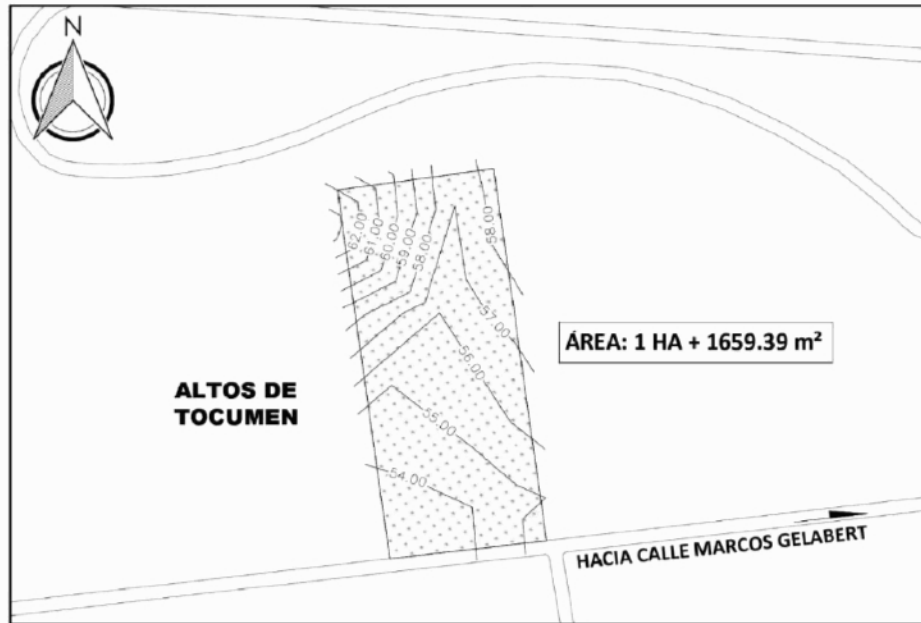 N
62.00
61.00
60.00
59.00
58.00
58.00
57.00
56.00
55.00
54.00
ÁREA: 1 HA + 1659.39 m²
ALTOS DE
TOCUMEN
HACIA CALLE MARCOS GELABERT